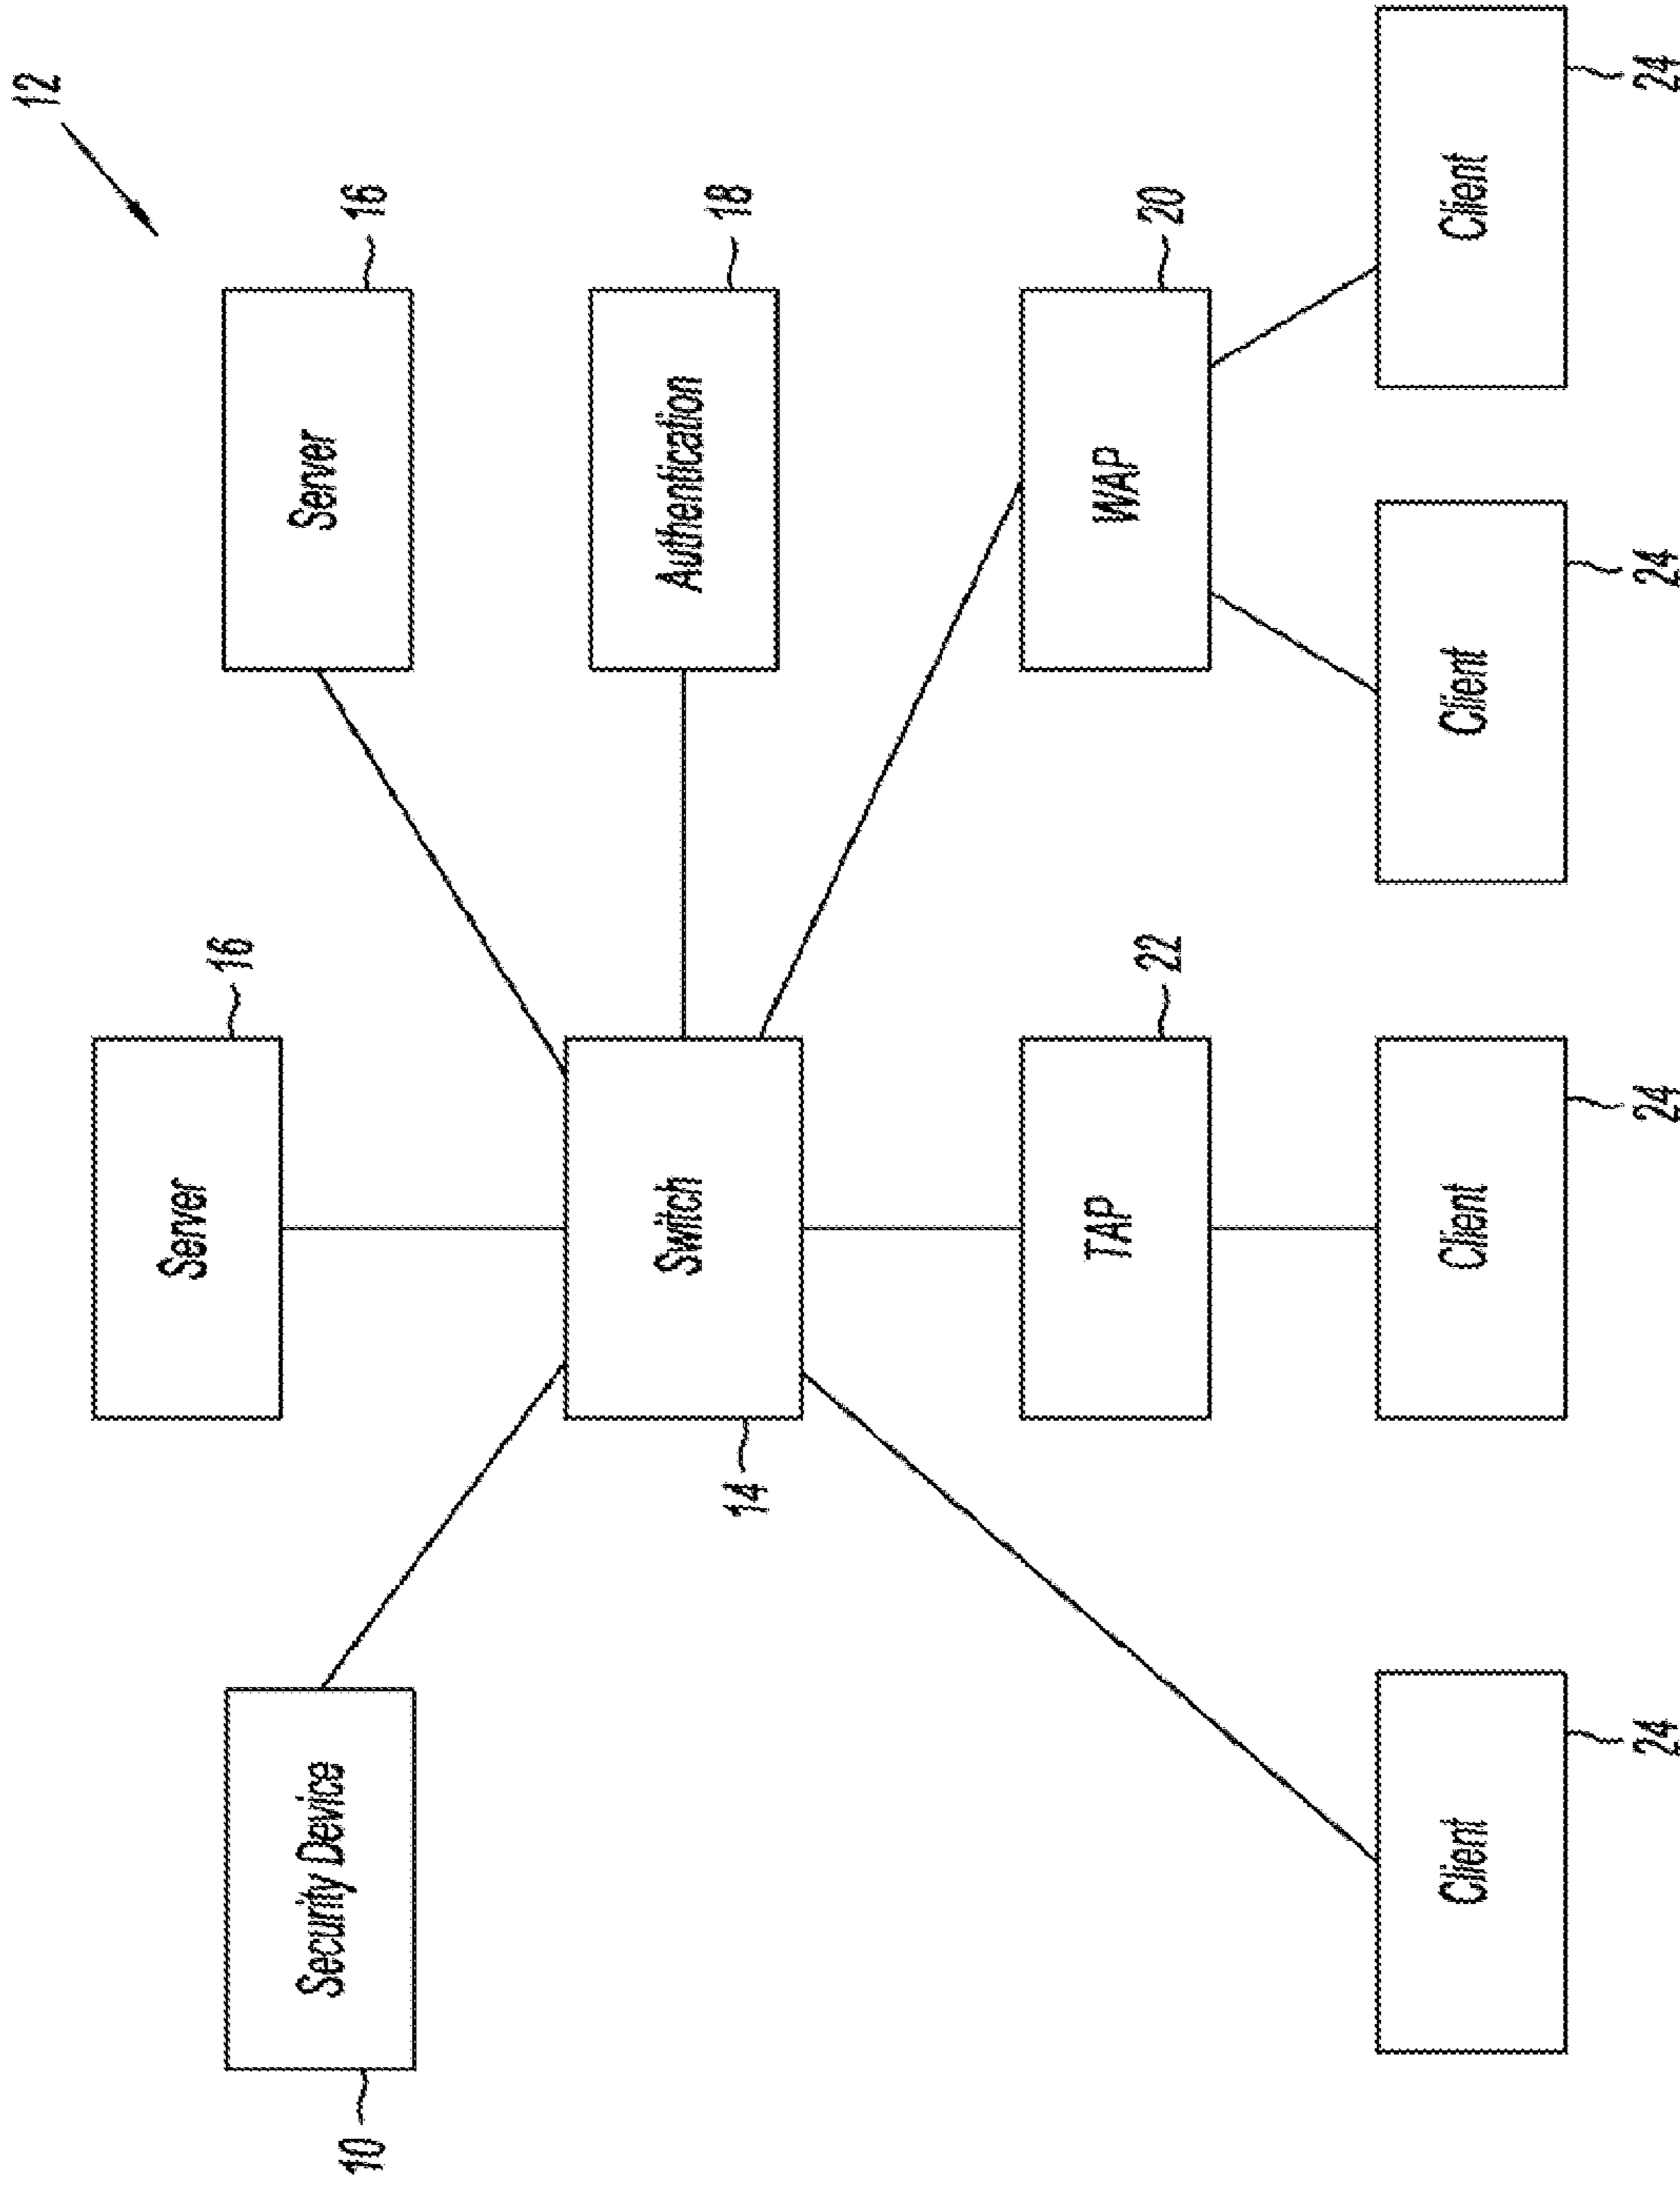 12
Server
16
Server
16
Security Device
10
Switch
14
Authentication
18
TAP
22
WAP
20
Client
24
Client
24
Client
24
Client
24